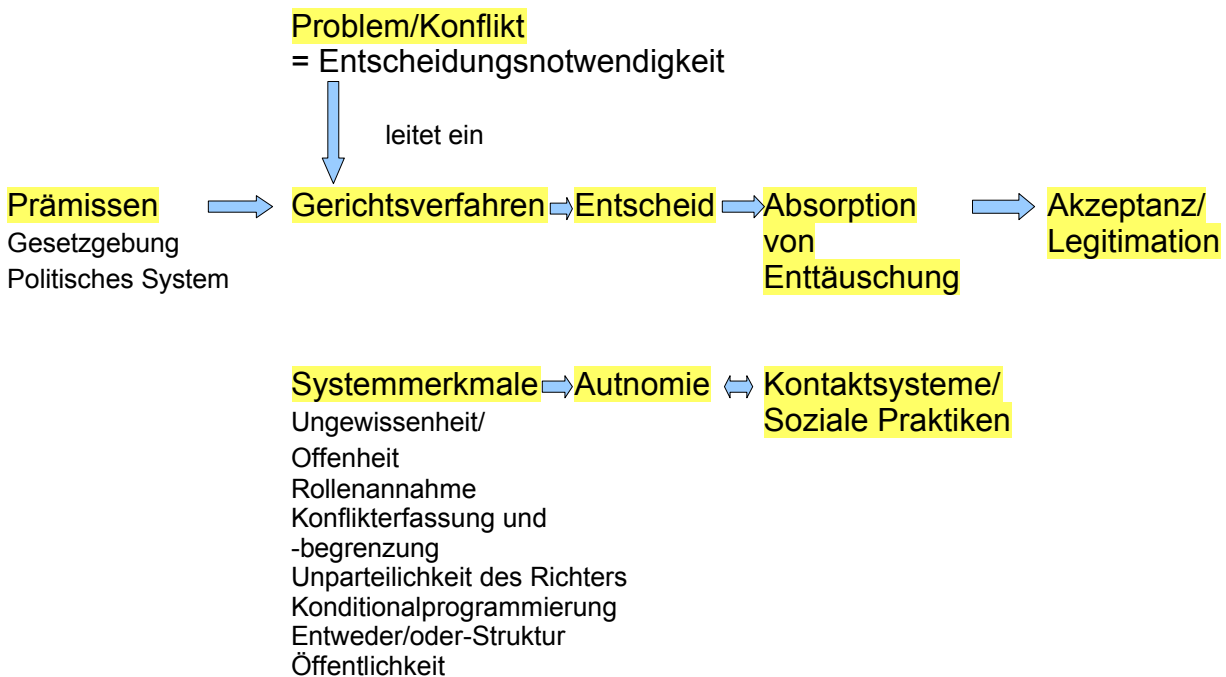 Problem/Konflikt
= Entscheidungsnotwendigkeit
leitet ein
Prämissen
Gesetzgebung
Politisches System
Gerichtsverfahren
Entscheid
Absorption
von
Enttäuschung
Akzeptanz/
Legitimation
Systemmerkmale
Ungewissenheit/
Offenheit
Rollenannahme
Konflikterfassung und
-begrenzung
Unparteilichkeit des Richters
Konditionalprogrammierung
Entweder/oder-Struktur
Öffentlichkeit
Autnomie
Kontaktsysteme/
Soziale Praktiken